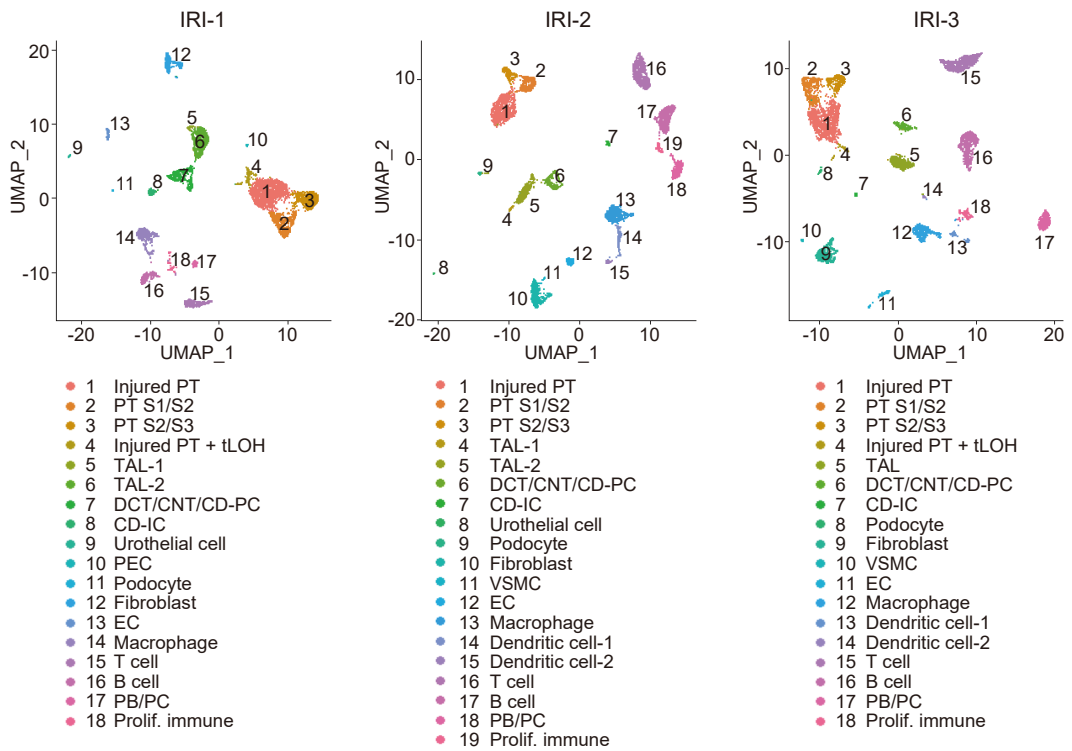 IRI-1
UMAP_2
20
10
0
-10
-20
-10
0
10
UMAP_1
12
13
9
5
6
10
7
4
11
8
1
3
2
14
18
17
16
15
1 Injured PT
2 PT S1/S2
3 PT S2/S3
4 Injured PT + tLOH
5 TAL-1
6 TAL-2
7 DCT/CNT/CD-PC
8 CD-IC
9 Urothelial cell
10 PEC
11 Podocyte
12 Fibroblast
13 EC
14 Macrophage
15 T cell
16 B cell
17 PB/PC
18 Prolif. immune
IRI-2
UMAP_2
10
0
-10
-20
-20
-10
0
10
UMAP_1
3
2
16
1
17
7
19
9
6
18
5
4
13
14
12
15
8
11
10
1 Injured PT
2 PT S1/S2
3 PT S2/S3
4 TAL-1
5 TAL-2
6 DCT/CNT/CD-PC
7 CD-IC
8 Urothelial cell
9 Podocyte
10 Fibroblast
11 VSMC
12 EC
13 Macrophage
14 Dendritic cell-1
15 Dendritic cell-2
16 T cell
17 B cell
18 PB/PC
19 Prolif. immune
IRI-3
UMAP_2
10
0
-10
-10
0
10
20
UMAP_1
2
3
15
1
6
4
5
16
8
7
14
18
10
12
13
17
9
11
1 Injured PT
2 PT S1/S2
3 PT S2/S3
4 Injured PT + tLOH
5 TAL
6 DCT/CNT/CD-PC
7 CD-IC
8 Podocyte
9 Fibroblast
10 VSMC
11 EC
12 Macrophage
13 Dendritic cell-1
14 Dendritic cell-2
15 T cell
16 B cell
17 PB/PC
18 Prolif. immune